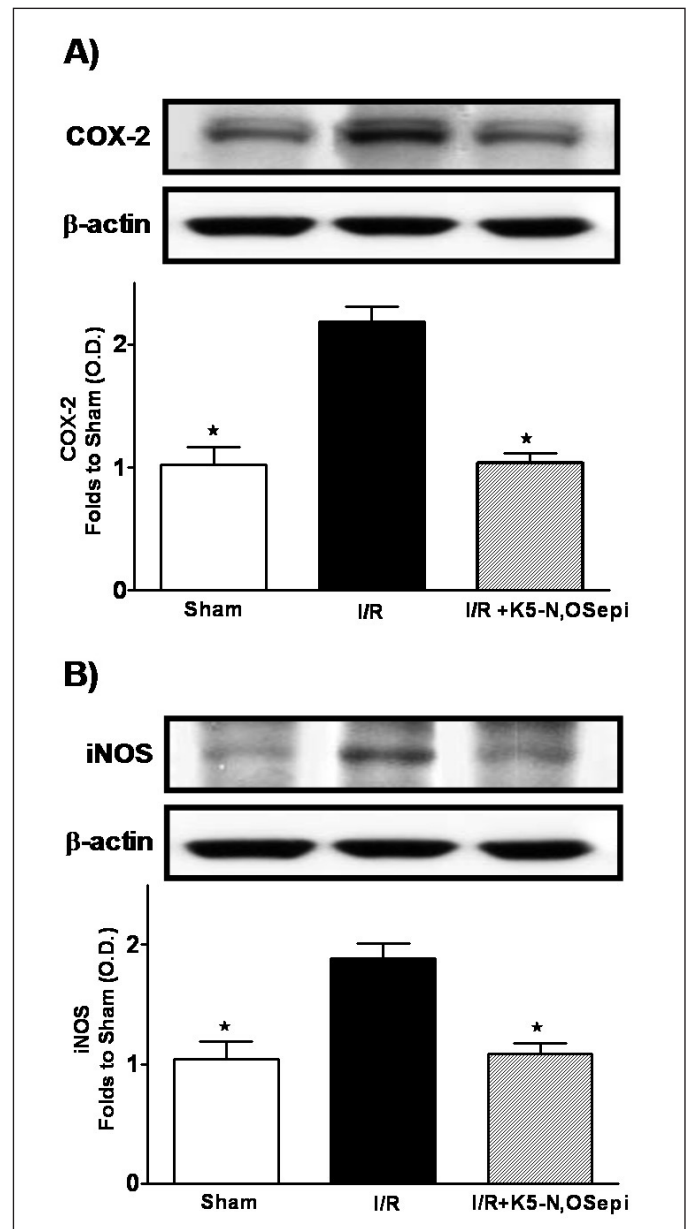 A)
COX-2
β-actin
COX-2
Folds to Sham (O.D.)
2
1
0
★
★
Sham
I/R
I/R +K5-N,OSepi
B)
iNOS
β-actin
iNOS
Folds to Sham (O.D.)
2
1
0
★
★
Sham
I/R
I/R+K5-N,OSepi